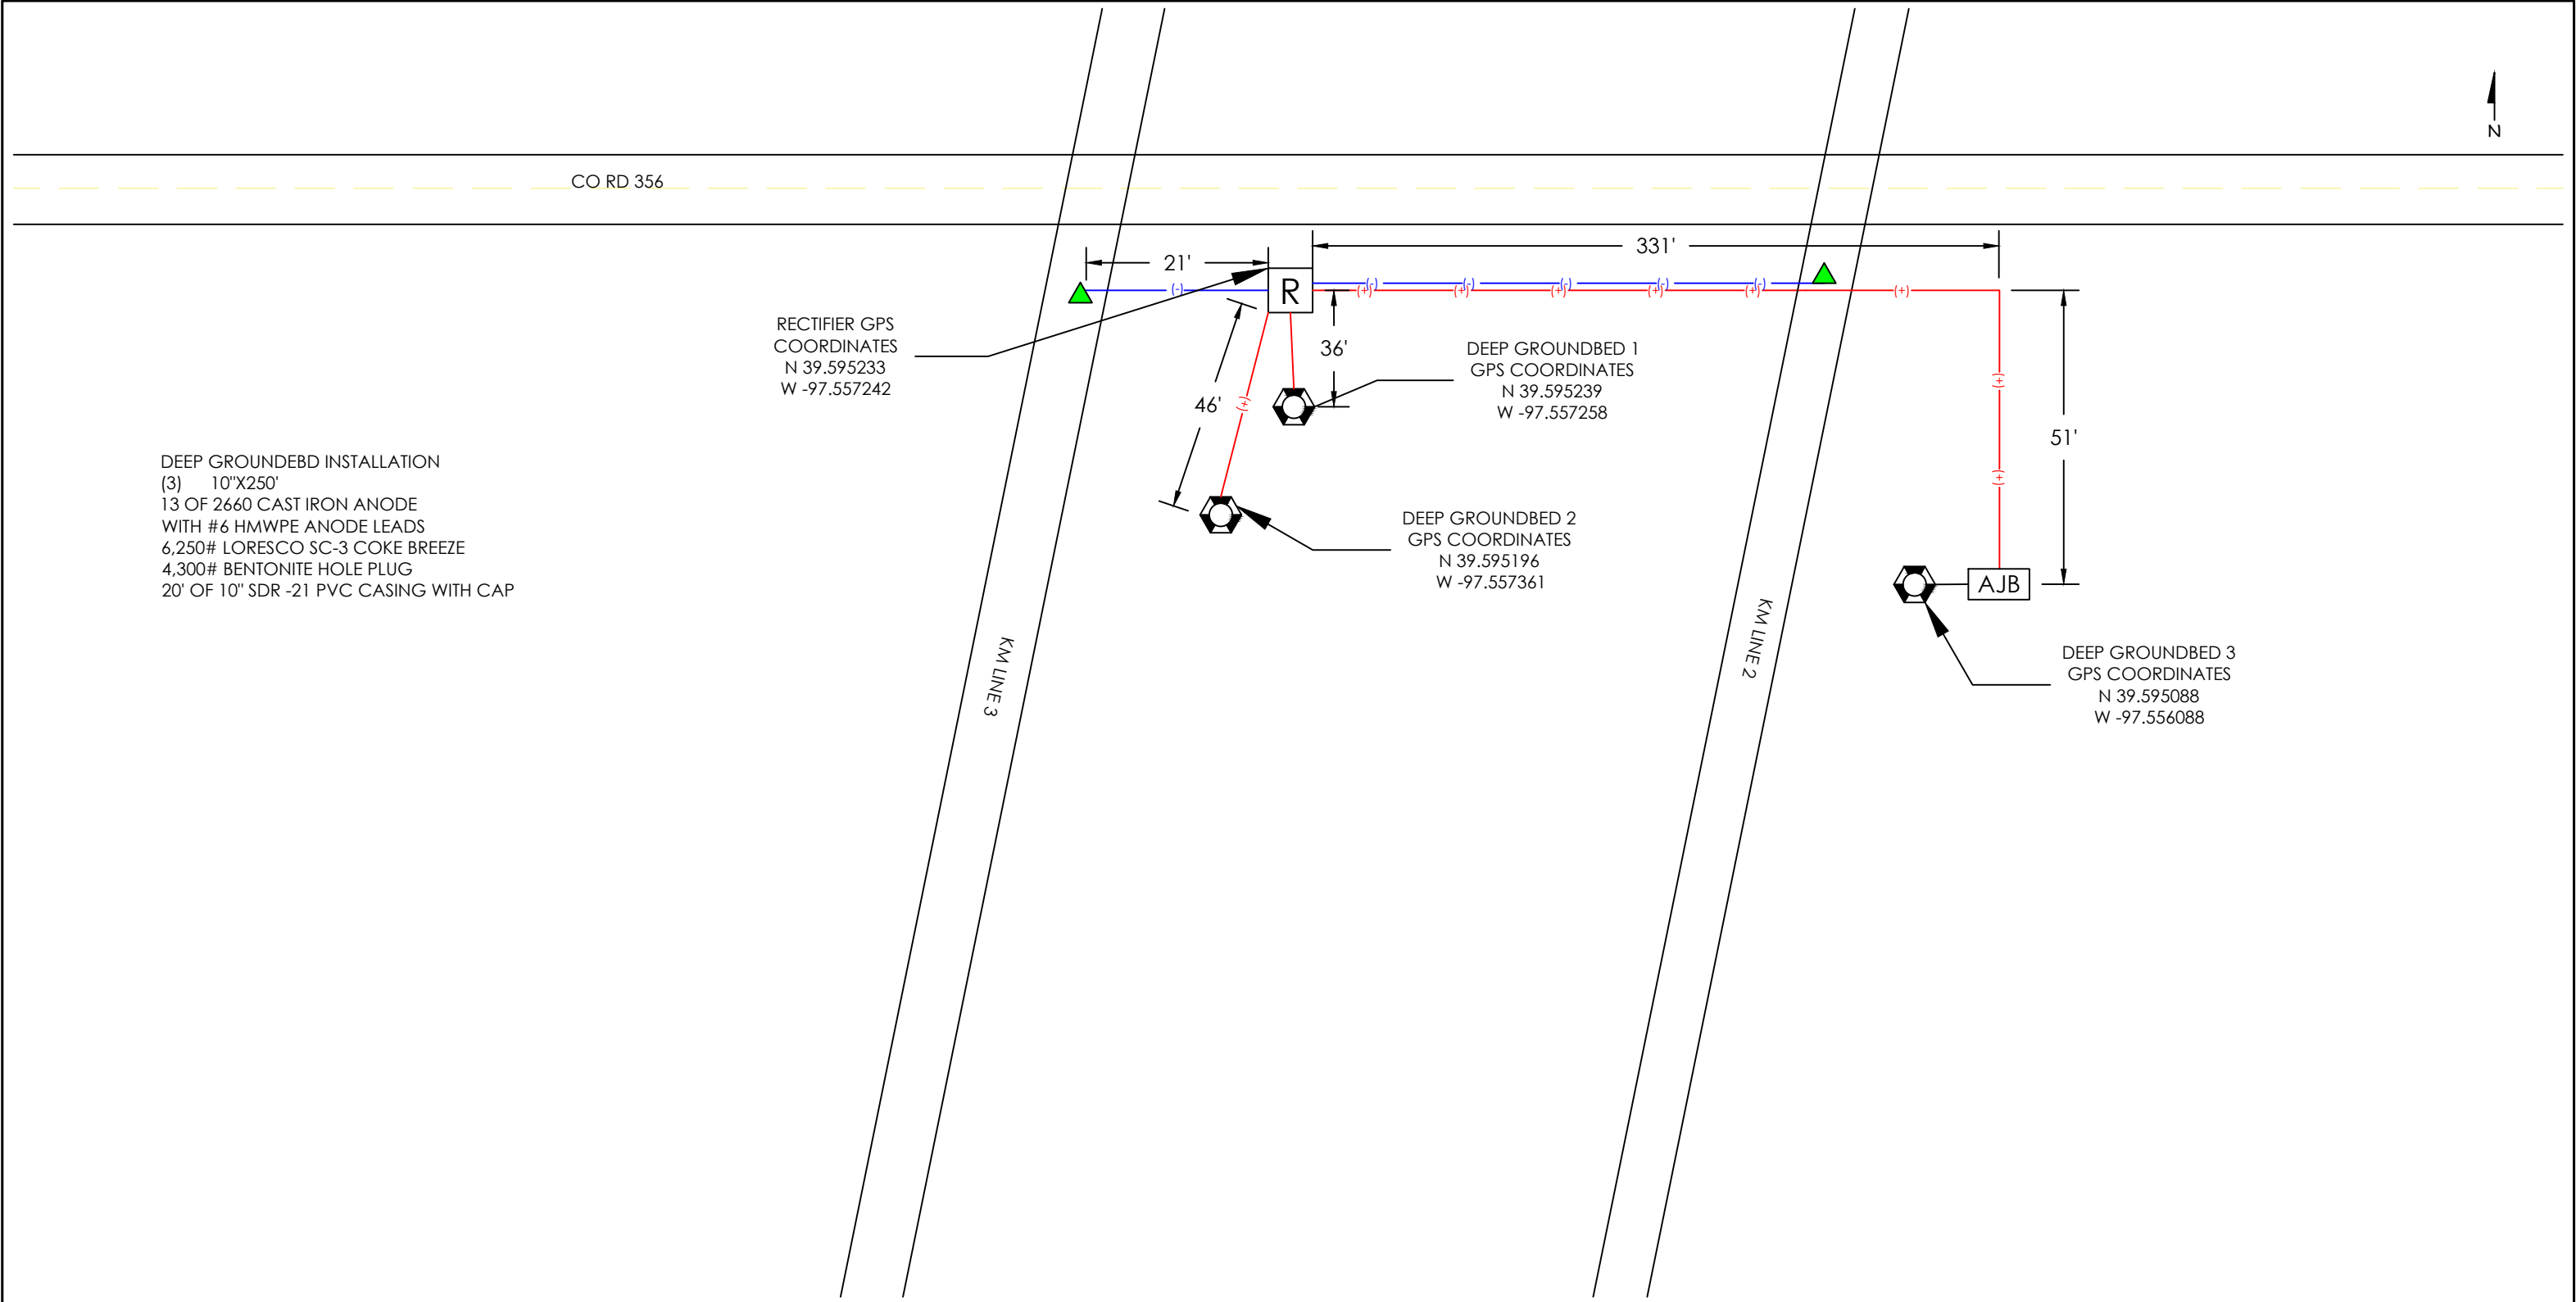 N
CO RD 356
21'
331'
R
(-)
(-)
(-)
(-)
(-)
(-)
(+)
(+)
(+)
(+)
(+)
(+)
RECTIFIER GPS
COORDINATES
N 39.595233
W -97.557242
36'
DEEP GROUNDBED 1
GPS COORDINATES
N 39.595239
W -97.557258
46'
(+)
(+)
(+)
51'
DEEP GROUNDEBD INSTALLATION
(3) 10"X250'
13 OF 2660 CAST IRON ANODE
WITH #6 HMWPE ANODE LEADS
6,250# LORESCO SC-3 COKE BREEZE
4,300# BENTONITE HOLE PLUG
20' OF 10" SDR -21 PVC CASING WITH CAP
DEEP GROUNDBED 2
GPS COORDINATES
N 39.595196
W -97.557361
AJB
KM LINE 3
KM LINE 2
DEEP GROUNDBED 3
GPS COORDINATES
N 39.595088
W -97.556088